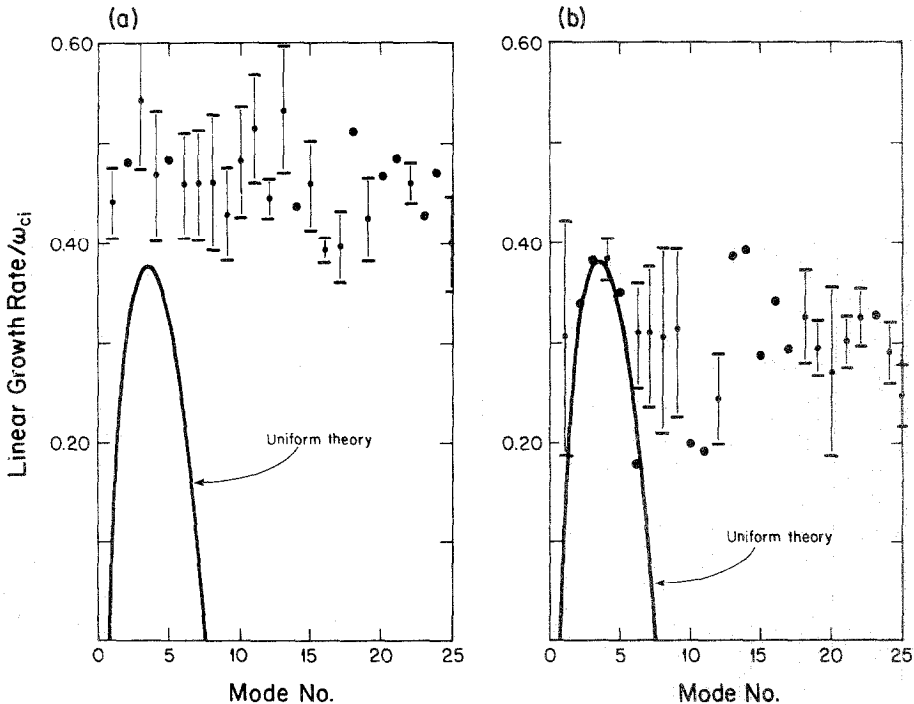 (a)
0.60
0.40
0.20
Linear Growth Rate/ω_ci
Uniform theory
0 5 10 15 20 25
Mode No.
(b)
0.60
0.40
0.20
Uniform theory
0 5 10 15 20 25
Mode No.